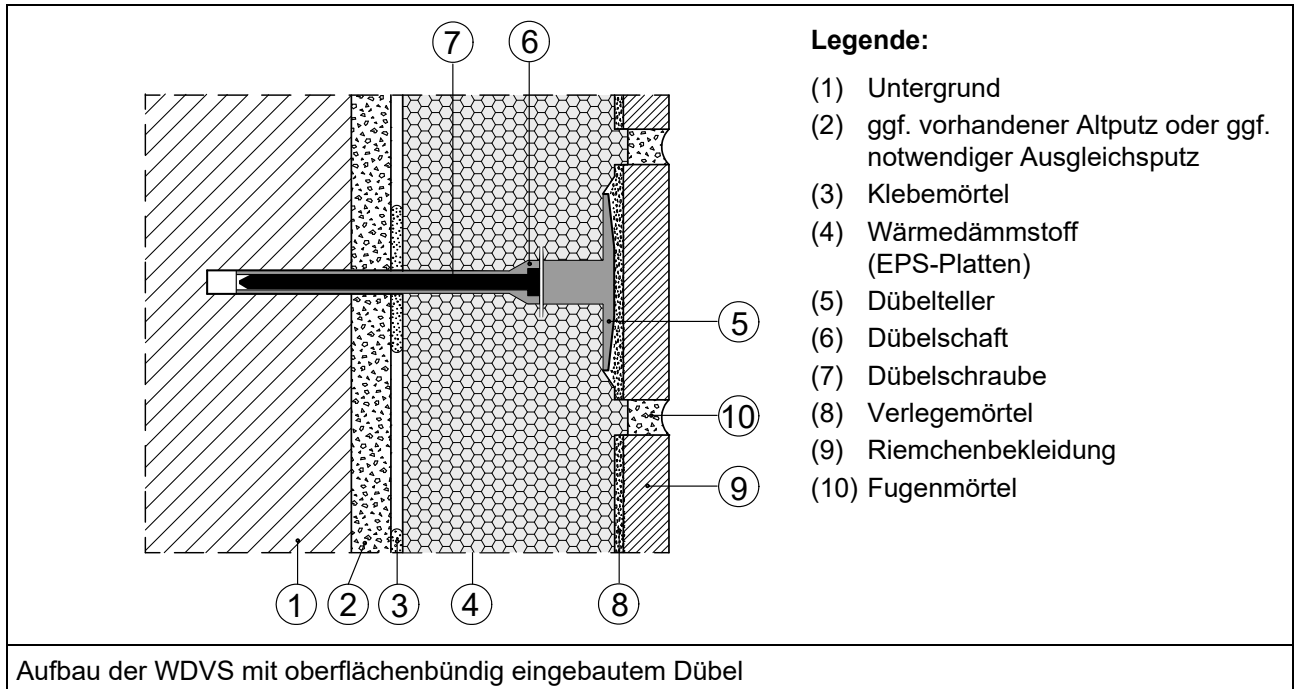 7 6
5
10
9
1 2 3 4 8
Legende:
(1) Untergrund
(2) ggf. vorhandener Altputz oder ggf.
notwendiger Ausgleichsputz
(3) Klebemörtel
(4) Wärmedämmstoff
(EPS-Platten)
(5) Dübelteller
(6) Dübelschaft
(7) Dübelschraube
(8) Verlegemörtel
(9) Riemchenbekleidung
(10) Fugenmörtel
Aufbau der WDVS mit oberflächenbündig eingebautem Dübel